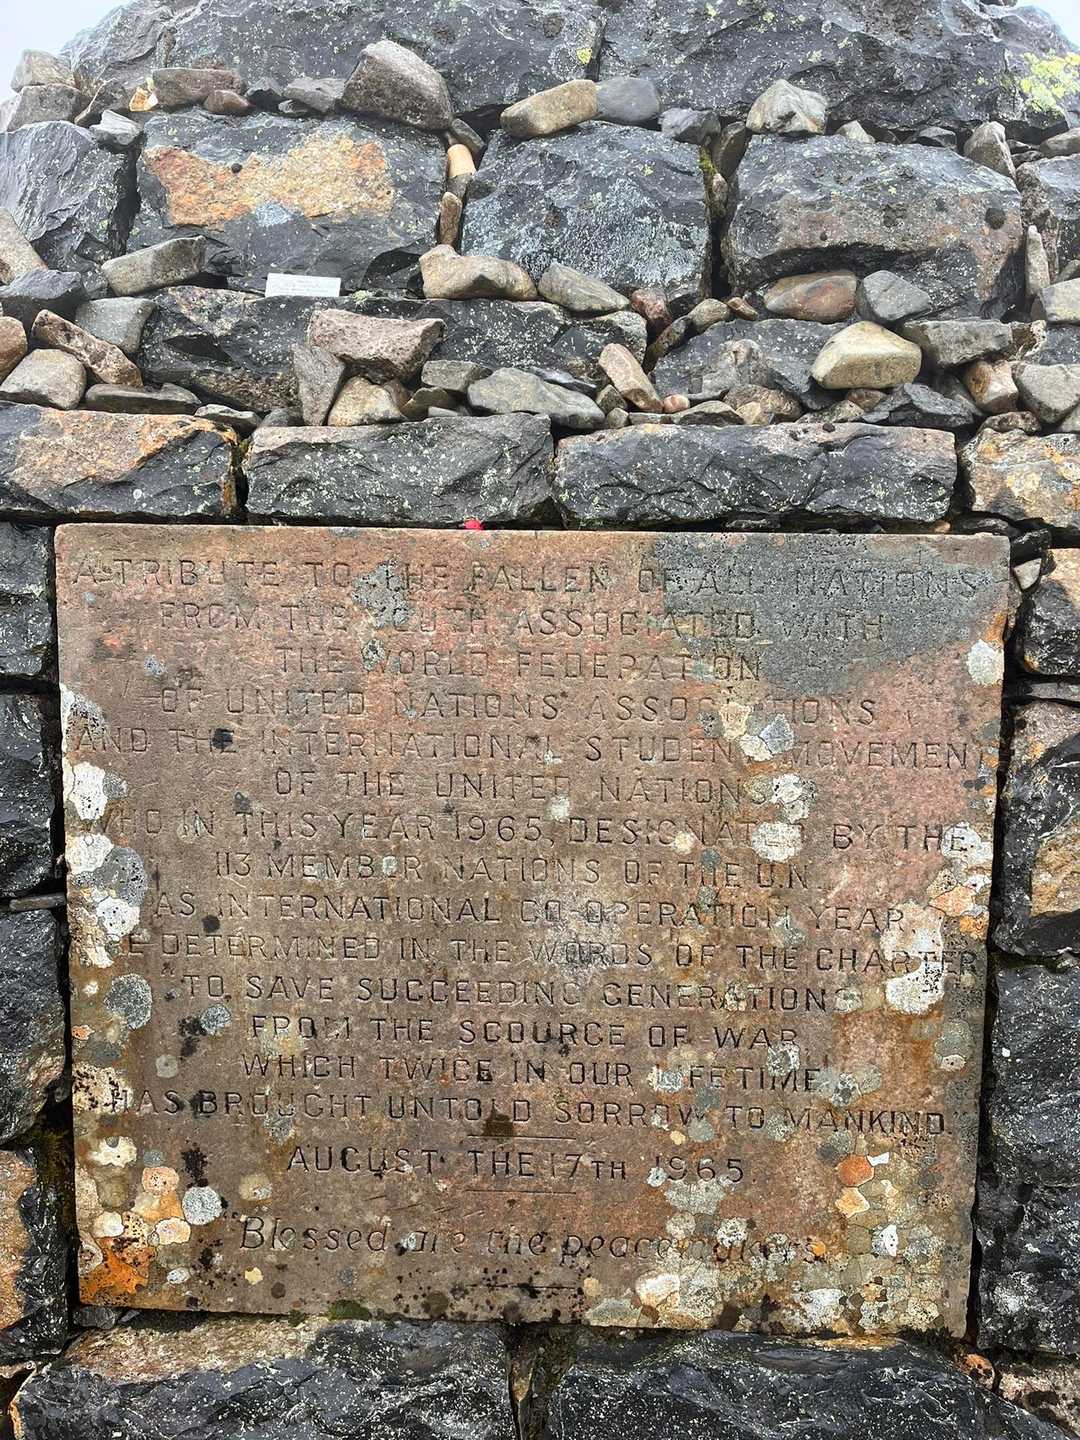 A TRIBUTE TO THE FALLEN OF ALL NATIONS
FROM THE YOUTH ASSOCIATED WITH
THE WORLD FEDERATION
OF UNITED NATIONS ASSOCIATIONS
AND THE INTERNATIONAL STUDENT MOVEMENT
OF THE UNITED NATIONS
WHO IN THIS YEAR 1965, DESIGNATED BY THE
113 MEMBER NATIONS OF THE U.N.
AS INTERNATIONAL CO-OPERATION YEAR,
ARE DETERMINED IN THE WORDS OF THE CHARTER
TO SAVE SUCCEEDING GENERATIONS
FROM THE SCOURGE OF WAR,
WHICH TWICE IN OUR LIFETIME
HAS BROUGHT UNTOLD SORROW TO MANKIND.
AUGUST THE 17TH 1965.
"Blessed are the peacemakers"